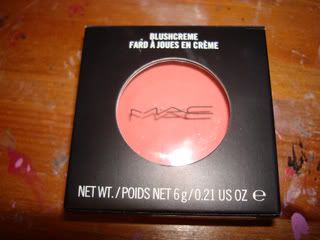 BLUSHCREME
FARD À JOUES EN CRÈME
MAC
NET WT./POIDS NET 6 g/0.21 US OZ ℮